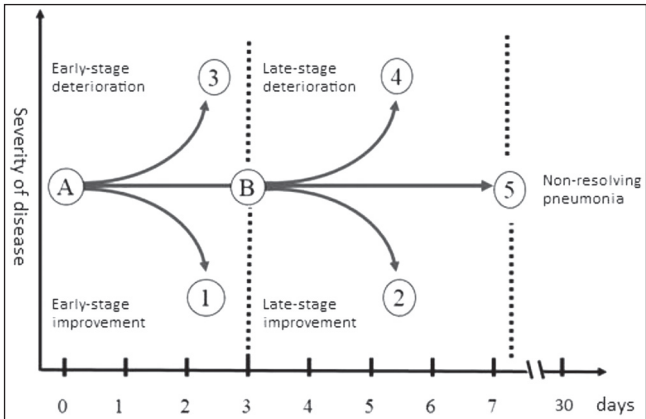 Severity of disease
Early-stage
deterioration
3
Late-stage
deterioration
4
A
B
5
Non-resolving
pneumonia
1
2
Early-stage
improvement
Late-stage
improvement
0 1 2 3 4 5 6 7 30 days